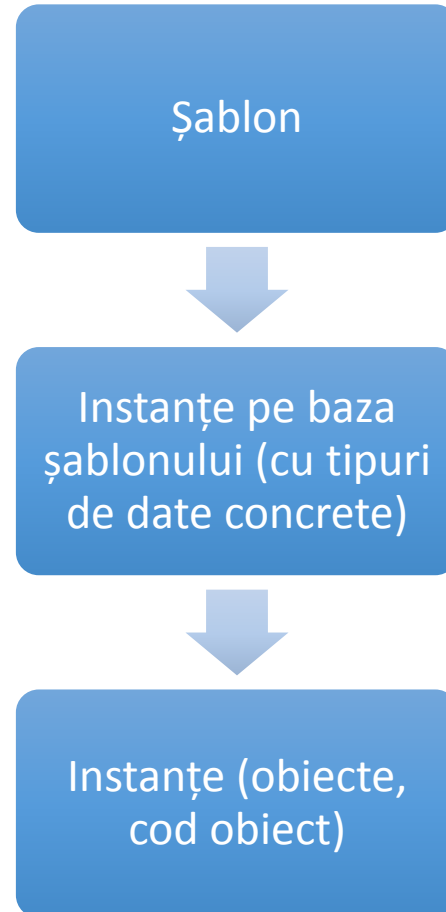 Șablon
Instanțe pe baza
șablonului (cu tipuri
de date concrete)
Instanțe (obiecte,
cod obiect)